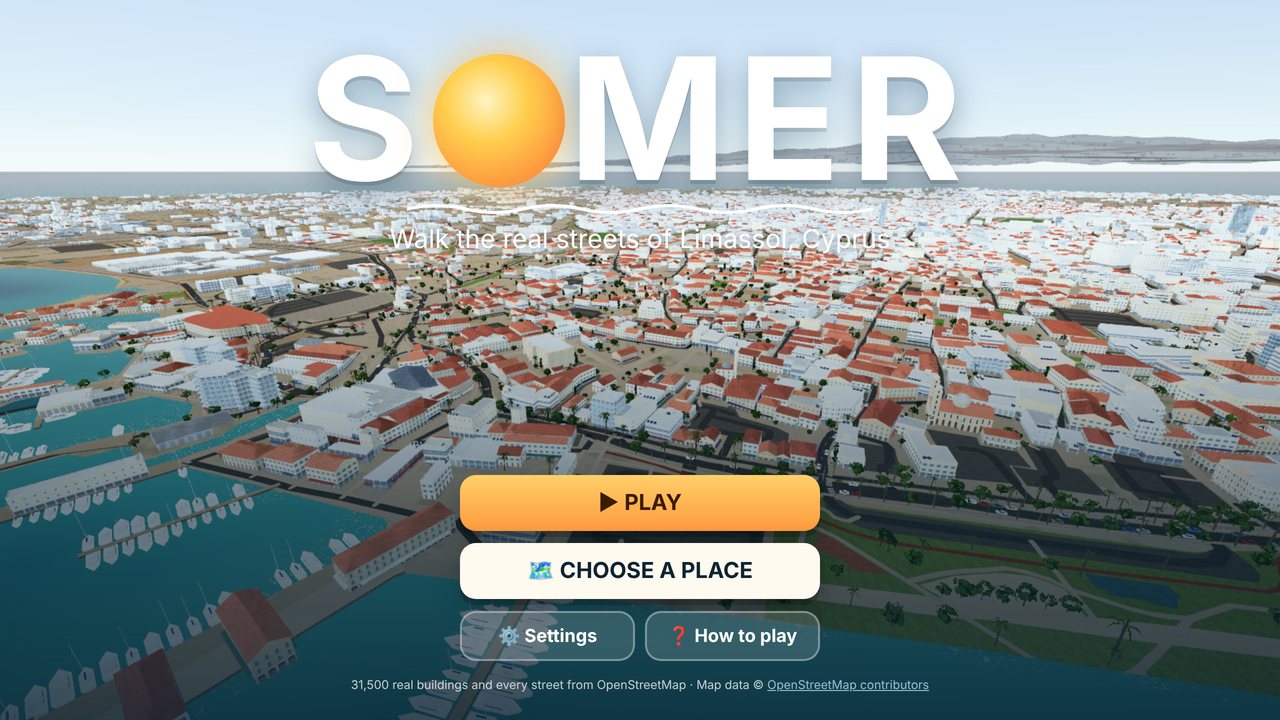 SOMER
Walk the real streets of Limassol, Cyprus
▶ PLAY
🗺️ CHOOSE A PLACE
⚙️ Settings
❓ How to play
31,500 real buildings and every street from OpenStreetMap · Map data © OpenStreetMap contributors